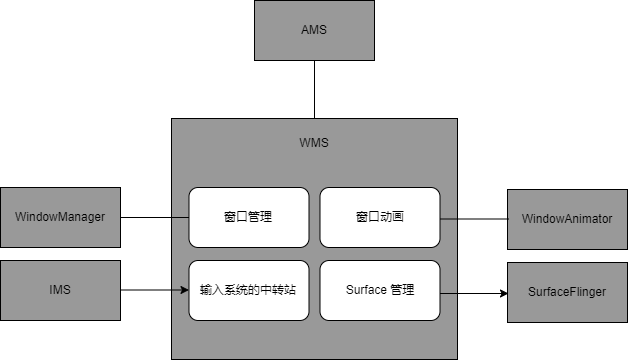 AMS
WMS
WindowManager
窗口管理
窗口动画
WindowAnimator
IMS
输入系统的中转站
Surface 管理
SurfaceFlinger